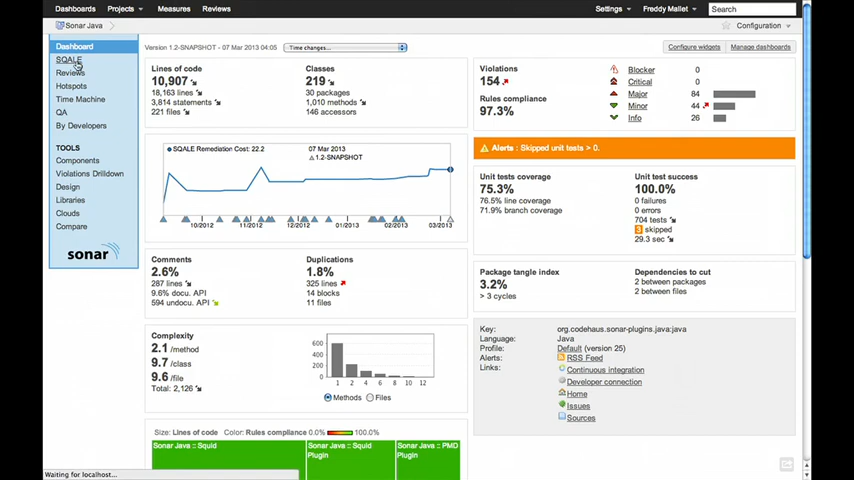 Dashboards Projects Measures Reviews Settings Freddy Mallet Search
Sonar Java Configuration
Dashboard
SQALE
Reviews
Hotspots
Time Machine
QA
By Developers
TOOLS
Components
Violations Drilldown
Design
Libraries
Clouds
Compare
sonar
Version 1.2-SNAPSHOT - 07 Mar 2013 04:05 Time changes... Configure widgets Manage dashboards
Lines of code
10,907
18,163 lines
3,814 statements
221 files
Classes
219
30 packages
1,010 methods
146 accessors
SQALE Remediation Cost: 22.2 07 Mar 2013
1.2-SNAPSHOT
10/2012 11/2012 12/2012 01/2013 02/2013 03/2013
Comments
2.6%
287 lines
9.6% docu. API
594 undocu. API
Duplications
1.8%
325 lines
14 blocks
11 files
Complexity
2.1 /method
9.7 /class
9.6 /file
Total: 2,126
600
400
200
0
1 2 4 6 8 10 12
Methods Files
Size: Lines of code Color: Rules compliance 0.0% 100.0%
Sonar Java :: Squid
Sonar Java :: Squid Plugin
Sonar Java :: PMD Plugin
Violations
154
Rules compliance
97.3%
Blocker 0
Critical 0
Major 84
Minor 44
Info 26
Alerts : Skipped unit tests > 0.
Unit tests coverage
75.3%
76.5% line coverage
71.9% branch coverage
Unit test success
100.0%
0 failures
0 errors
704 tests
3 skipped
29.3 sec
Package tangle index
3.2%
> 3 cycles
Dependencies to cut
2 between packages
2 between files
Key: org.codehaus.sonar-plugins.java:java
Language: Java
Profile: Default (version 25)
Alerts: RSS Feed
Links: Continuous integration
Developer connection
Home
Issues
Sources
Waiting for localhost...